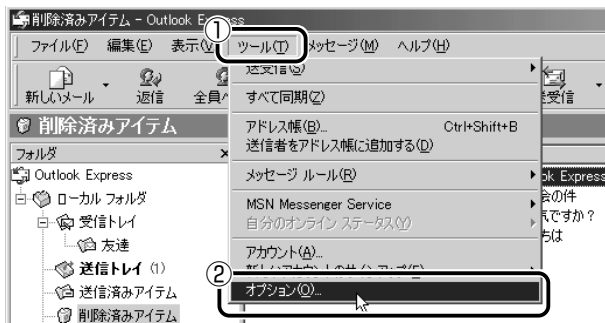 削除済みアイテム - Outlook Express
①
ファイル(F) 編集(E) 表示(V) ツール(T) メッセージ(M) ヘルプ(H)
新しいメール 返信 全員へ
送受信(S)
すべて同期(Z)
アドレス帳(B)... Ctrl+Shift+B
送信者をアドレス帳に追加する(D)
メッセージ ルール(R)
MSN Messenger Service
自分のオンライン ステータス(Y)
アカウント(A)...
②
オプション(O)...
削除済みアイテム
フォルダ ×
Outlook Express
ローカル フォルダ
受信トレイ
友達
送信トレイ (1)
送信済みアイテム
削除済みアイテム
受信
ok Express
会の件
気ですか?
ちは